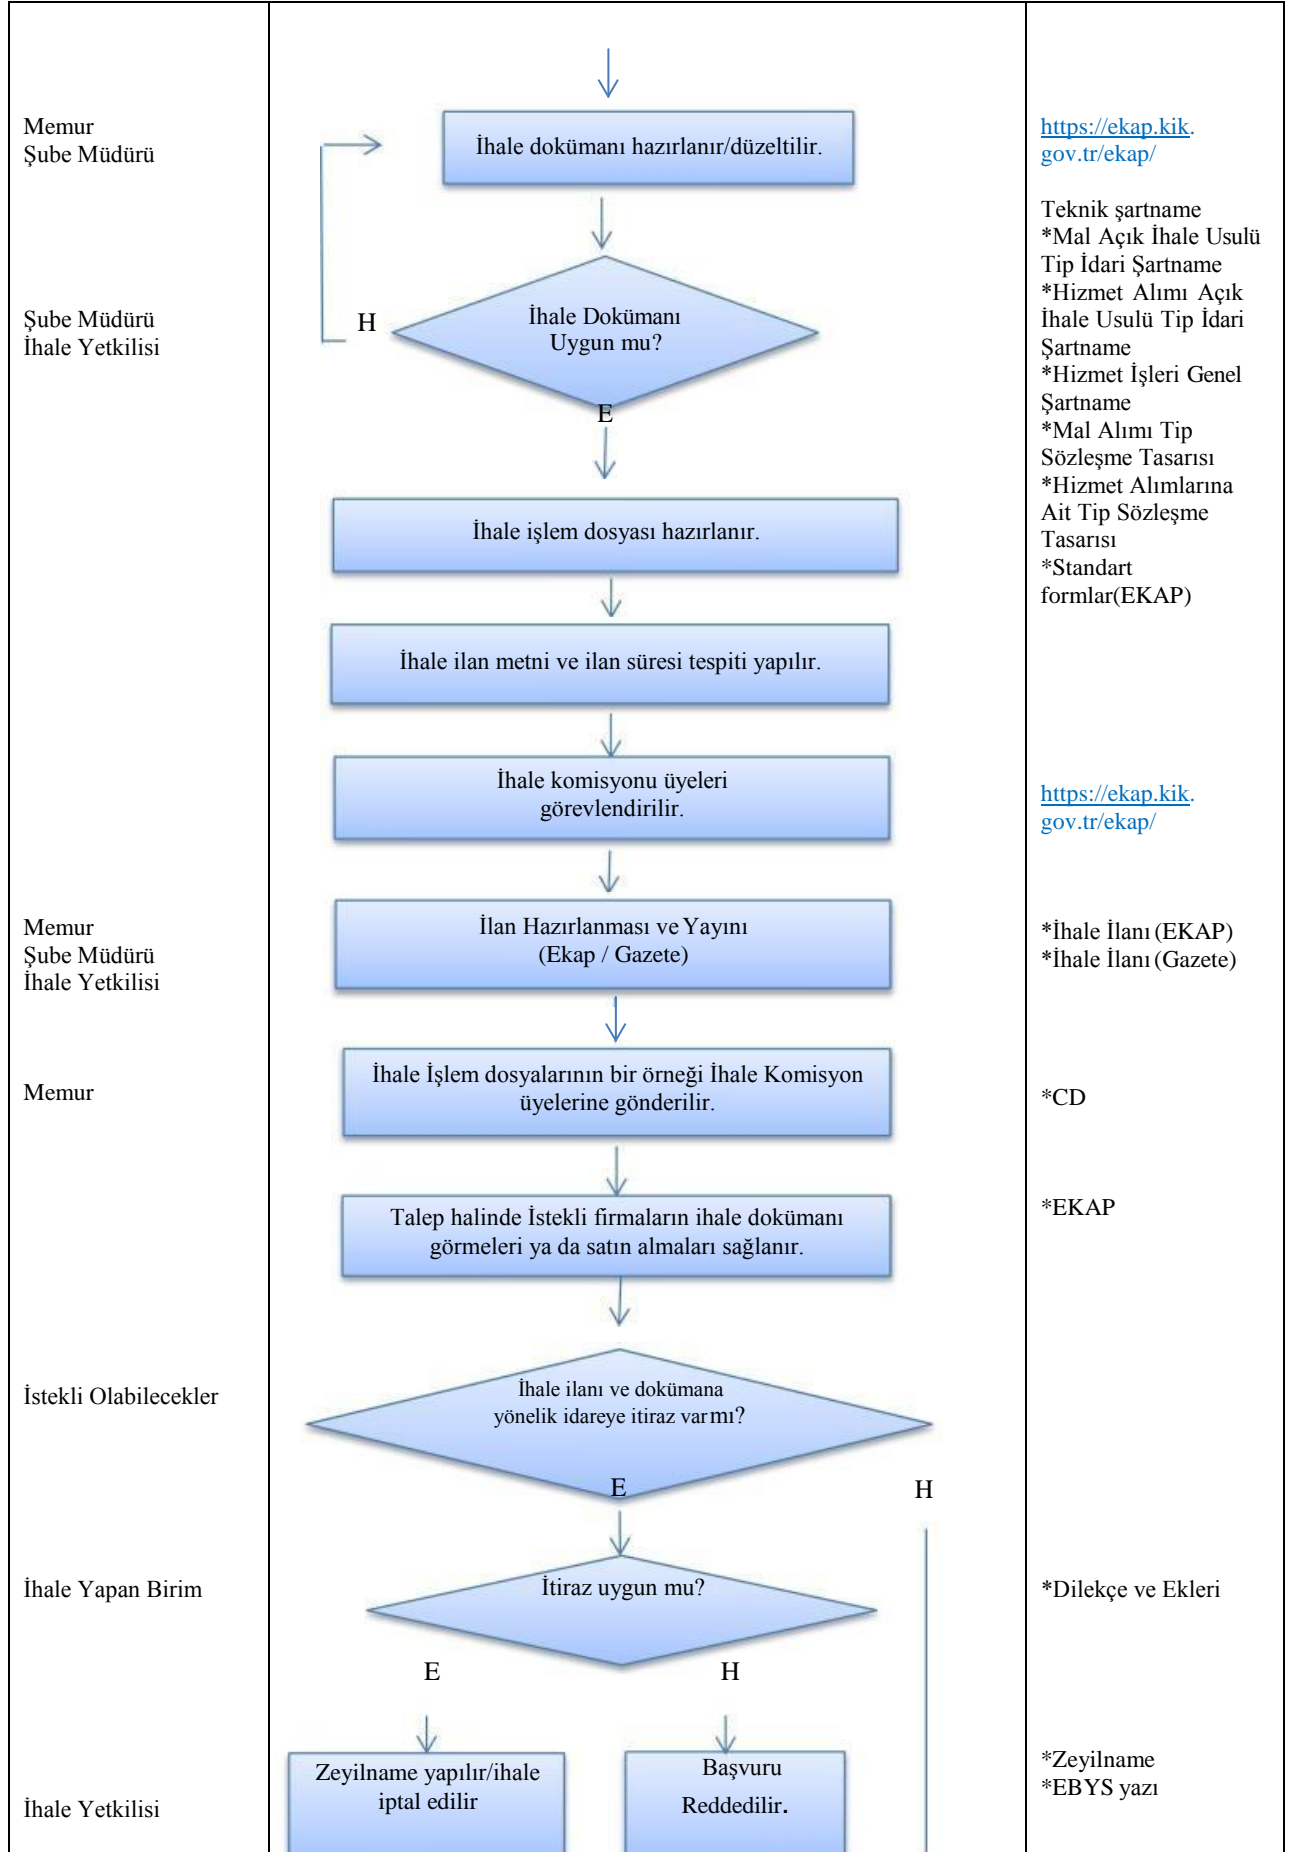 Memur
Şube Müdürü
İhale dokümanı hazırlanır/düzeltilir.
https://ekap.kik.
gov.tr/ekap/
Teknik şartname
*Mal Açık İhale Usulü
Tip İdari Şartname
*Hizmet Alımı Açık
İhale Usulü Tip İdari
Şartname
*Hizmet İşleri Genel
Şartname
*Mal Alımı Tip
Sözleşme Tasarısı
*Hizmet Alımlarına
Ait Tip Sözleşme
Tasarısı
*Standart
formlar(EKAP)
Şube Müdürü
İhale Yetkilisi
H
İhale Dokümanı
Uygun mu?
E
İhale işlem dosyası hazırlanır.
İhale ilan metni ve ilan süresi tespiti yapılır.
İhale komisyonu üyeleri
görevlendirilir.
https://ekap.kik.
gov.tr/ekap/
Memur
Şube Müdürü
İhale Yetkilisi
İlan Hazırlanması ve Yayını
(Ekap / Gazete)
*İhale İlanı (EKAP)
*İhale İlanı (Gazete)
Memur
İhale İşlem dosyalarının bir örneği İhale Komisyon
üyelerine gönderilir.
*CD
Talep halinde İstekli firmaların ihale dokümanı
görmeleri ya da satın almaları sağlanır.
*EKAP
İstekli Olabilecekler
İhale ilanı ve dokümana
yönelik idareye itiraz var mı?
E
H
İhale Yapan Birim
İtiraz uygun mu?
*Dilekçe ve Ekleri
E
H
İhale Yetkilisi
Zeyilname yapılır/ihale
iptal edilir
Başvuru
Reddedilir.
*Zeyilname
*EBYS yazı